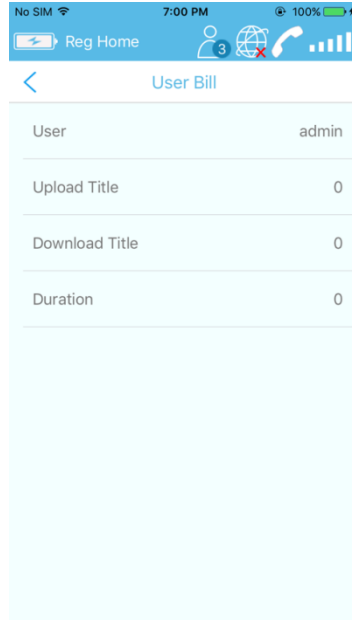 No SIM 7:00 PM 100%
Reg Home 3
User Bill
User admin
Upload Title 0
Download Title 0
Duration 0